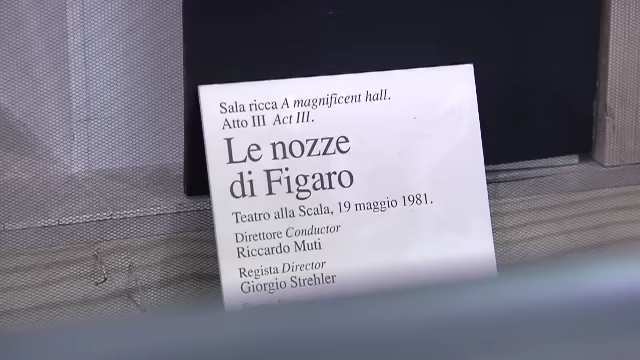 Sala ricca A magnificent hall.
Atto III Act III.
Le nozze
di Figaro
Teatro alla Scala, 19 maggio 1981.
Direttore Conductor
Riccardo Muti
Regista Director
Giorgio Strehler